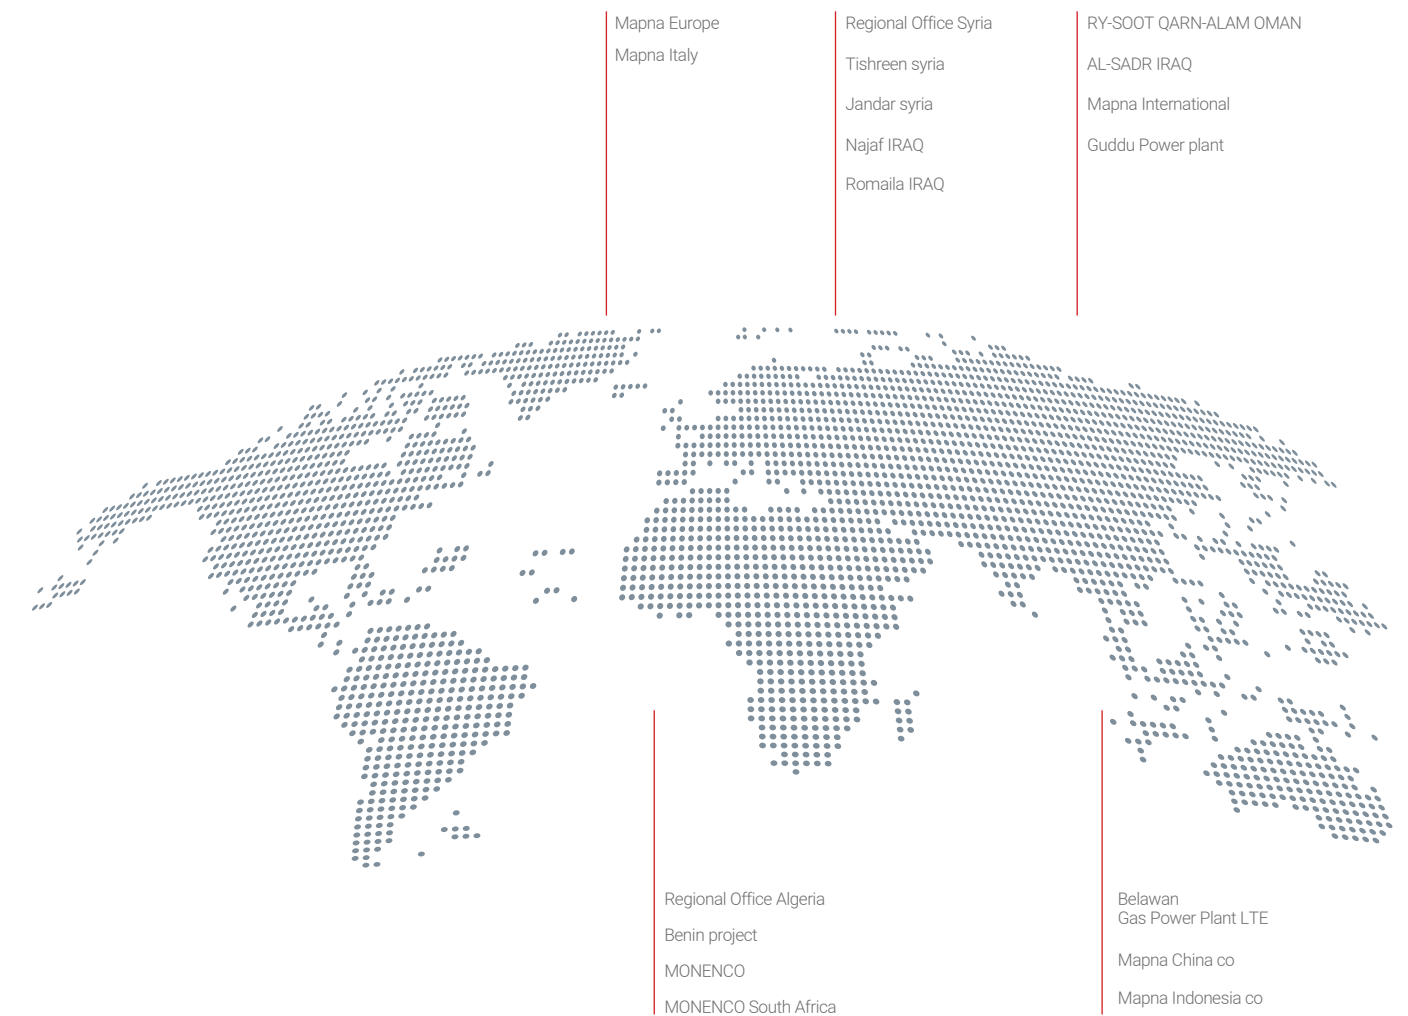 Mapna Europe
Mapna Italy
Regional Office Syria
Tishreen syria
Jandar syria
Najaf IRAQ
Romaila IRAQ
RY-SOOT QARN-ALAM OMAN
AL-SADR IRAQ
Mapna International
Guddu Power plant
Regional Office Algeria
Benin project
MONENCO
MONENCO South Africa
Belawan
Gas Power Plant LTE
Mapna China co
Mapna Indonesia co